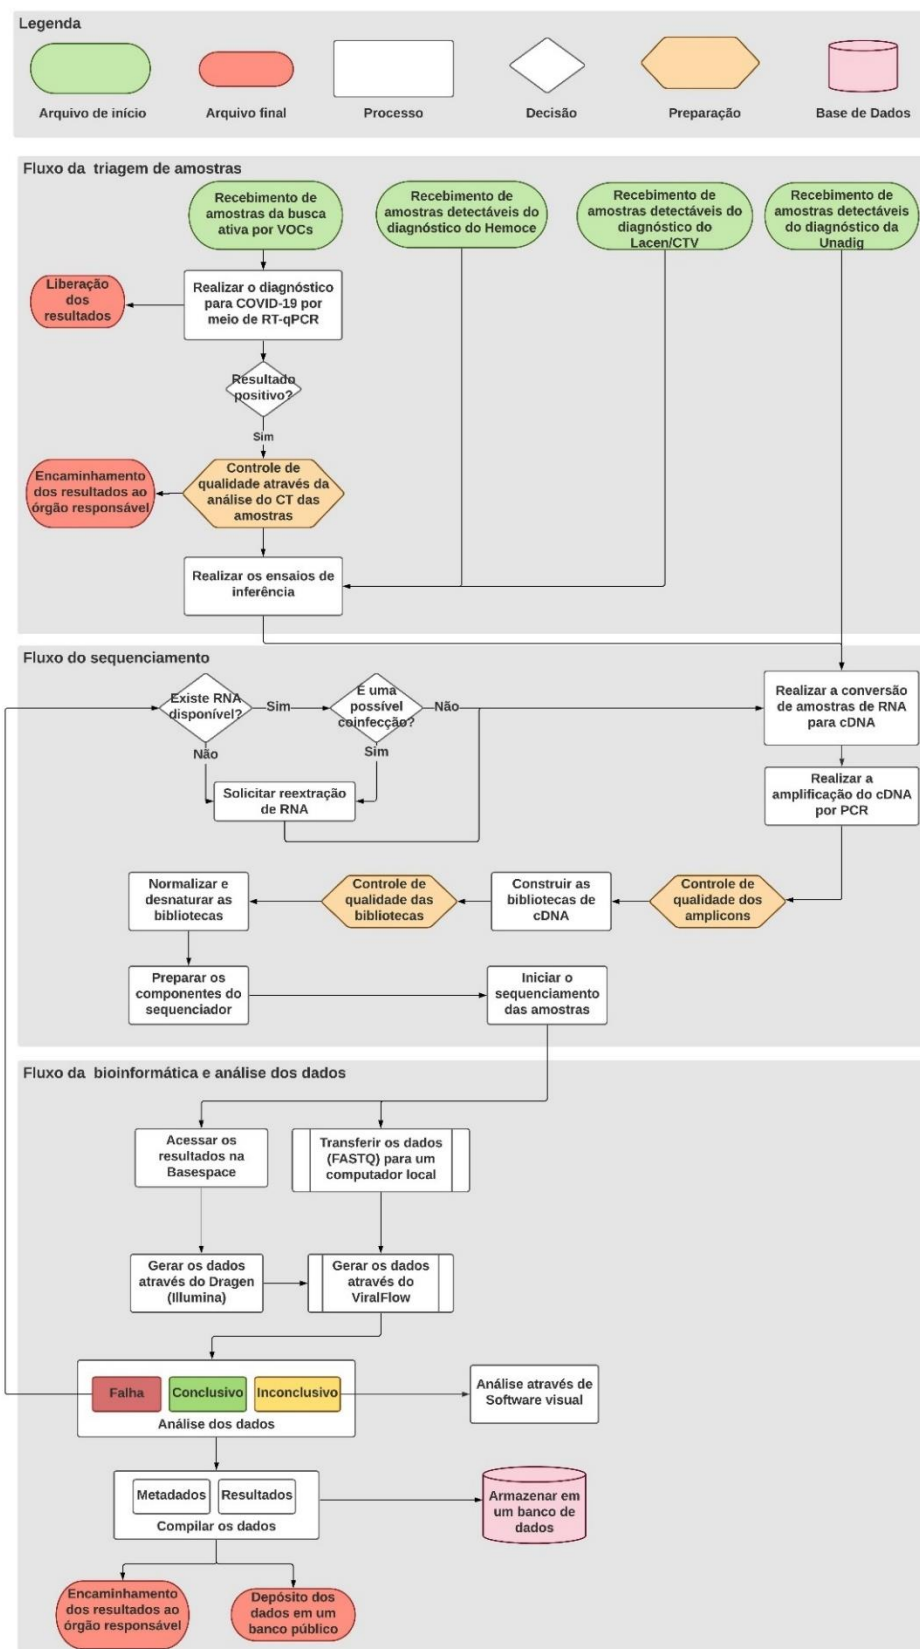 Legenda
Arquivo de início
Arquivo final
Processo
Decisão
Preparação
Base de Dados
Fluxo da triagem de amostras
Recebimento de
amostras da busca
ativa por VOCs
Recebimento de
amostras detectáveis do
diagnóstico do Hemoce
Recebimento de
amostras detectáveis do
diagnóstico do
Lacen/CTV
Recebimento de
amostras detectáveis
do diagnóstico da
Unadig
Liberação
dos
resultados
Realizar o diagnóstico
para COVID-19 por
meio de RT-qPCR
Resultado
positivo?
Sim
Encaminhamento
dos resultados ao
órgão responsável
Controle de
qualidade através da
análise do CT das
amostras
Realizar os ensaios de
inferência
Fluxo do sequenciamento
Existe RNA
disponível?
Sim
É uma
possível
coinfecção?
Não
Realizar a conversão
de amostras de RNA
para cDNA
Não
Sim
Solicitar reextração
de RNA
Realizar a
amplificação do cDNA
por PCR
Normalizar e
desnaturar as
bibliotecas
Controle de
qualidade das
bibliotecas
Construir as
bibliotecas de
cDNA
Controle de
qualidade dos
amplicons
Preparar os
componentes do
sequenciador
Iniciar o
sequenciamento
das amostras
Fluxo da bioinformática e análise dos dados
Acessar os
resultados na
Basespace
Transferir os dados
(FASTQ) para um
computador local
Gerar os dados
através do Dragen
(Illumina)
Gerar os dados
através do
ViralFlow
Falha
Conclusivo
Inconclusivo
Análise dos dados
Análise através de
Software visual
Metadados
Resultados
Compilar os dados
Armazenar em
um banco de
dados
Encaminhamento
dos resultados ao
órgão responsável
Depósito dos
dados em um
banco público